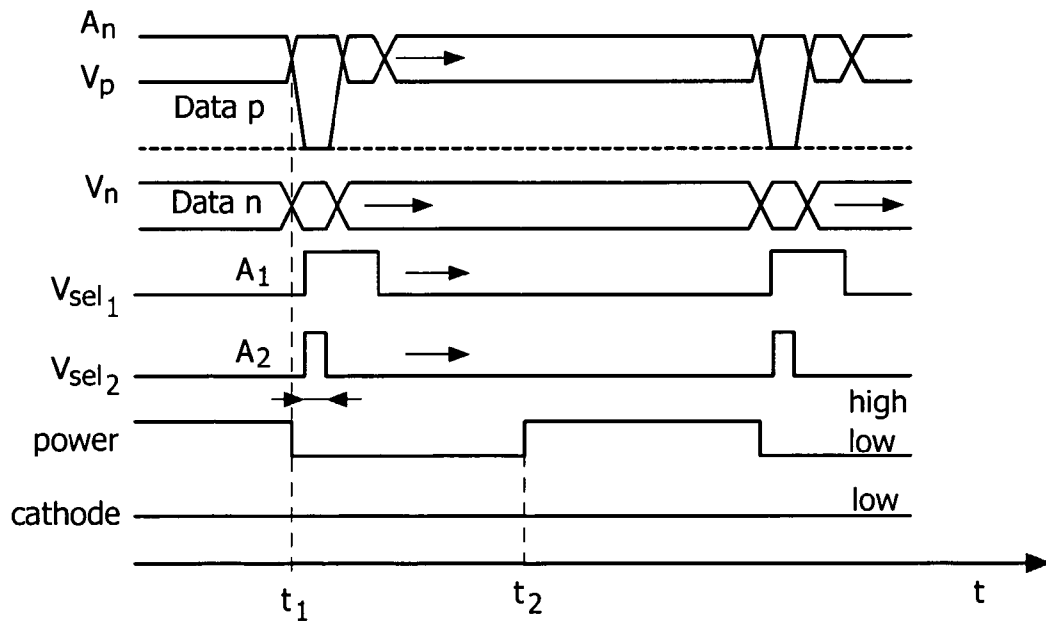 An
Vp
Data p
Vn
Data n
A1
Vsel1
A2
Vsel2
high
power
low
cathode
low
t1
t2
t